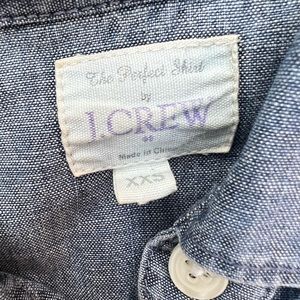 The Perfect Shirt
by
J.CREW
Made in China
XXS